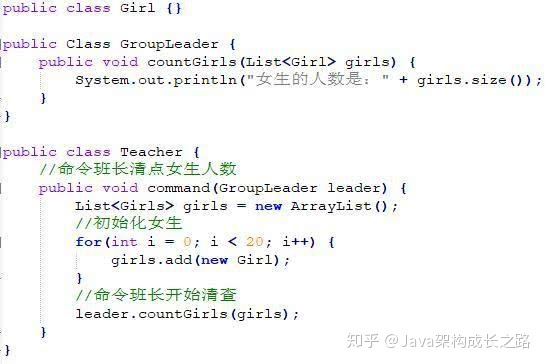 public class Girl {}
public Class GroupLeader {
public void countGirls(List<Girl> girls) {
System.out.println("女生的人数是：" + girls.size());
}
}
public class Teacher {
//命令班长清点女生人数
public void command(GroupLeader leader) {
List<Girls> girls = new ArrayList();
//初始化女生
for(int i = 0; i < 20; i++) {
girls.add(new Girl);
}
//命令班长开始清查
leader.countGirls(girls);
}
}
知乎 @Java架构成长之路